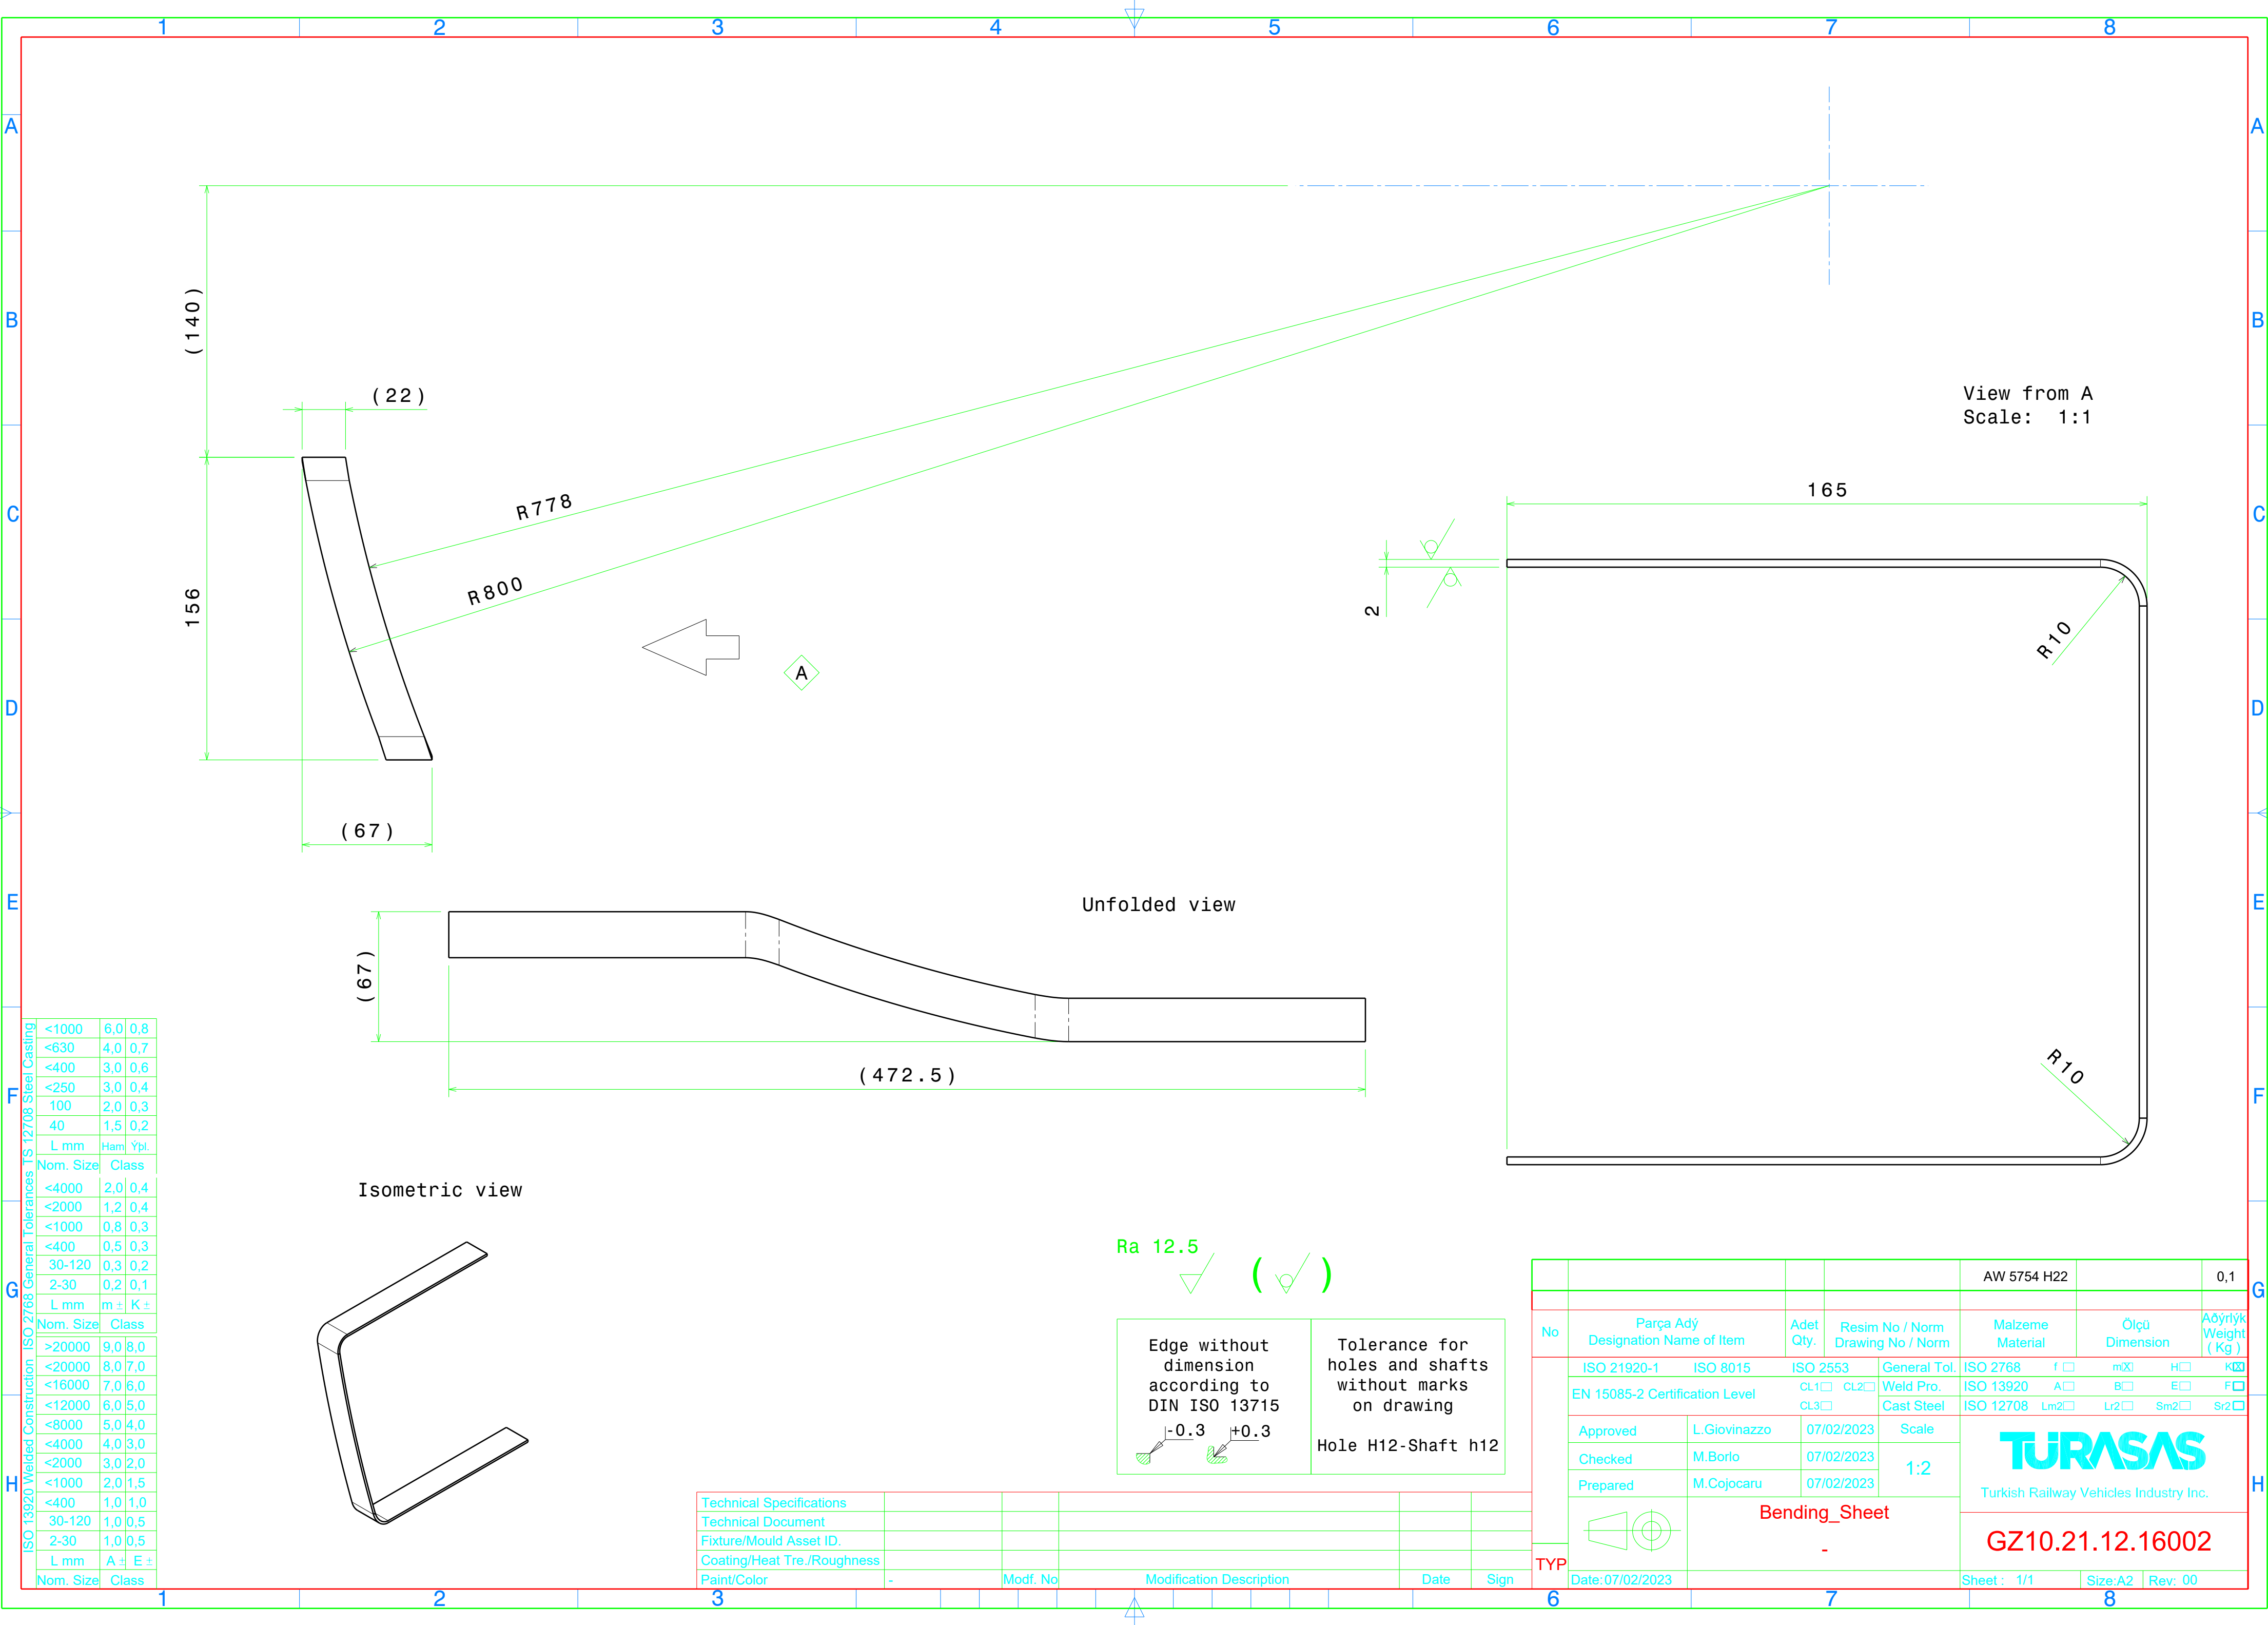 1 2 3 4 5 6 7 8
A A
B B
C C
D D
E E
F F
G G
H H
(140)
(22)
R778
R800
156
(67)
A
View from A
Scale: 1:1
165
2
R10
R10
Unfolded view
(67)
(472.5)
Isometric view
Ra 12.5
( )
Edge without
dimension
according to
DIN ISO 13715
-0.3 +0.3
Tolerance for
holes and shafts
without marks
on drawing
Hole H12-Shaft h12
TS 12708 Steel Casting
<1000 6,0 0,8
<630 4,0 0,7
<400 3,0 0,6
<250 3,0 0,4
100 2,0 0,3
40 1,5 0,2
L mm Ham Ýpl.
Nom. Size Class
ISO 2768 General Tolerances
<4000 2,0 0,4
<2000 1,2 0,4
<1000 0,8 0,3
<400 0,5 0,3
30-120 0,3 0,2
2-30 0,2 0,1
L mm m ± K ±
Nom. Size Class
ISO 13920 Welded Construction
>20000 9,0 8,0
<20000 8,0 7,0
<16000 7,0 6,0
<12000 6,0 5,0
<8000 5,0 4,0
<4000 4,0 3,0
<2000 3,0 2,0
<1000 2,0 1,5
<400 1,0 1,0
30-120 1,0 0,5
2-30 1,0 0,5
L mm A ± E ±
Nom. Size Class
Technical Specifications
Technical Document
Fixture/Mould Asset ID.
Coating/Heat Tre./Roughness
Paint/Color - Modf. No Modification Description Date Sign
AW 5754 H22 0,1
No
Parça Adý
Designation Name of Item
Adet
Qty.
Resim No / Norm
Drawing No / Norm
Malzeme
Material
Ölçü
Dimension
Aðýrlýk
Weight
( Kg )
ISO 21920-1 ISO 8015 ISO 2553 General Tol. ISO 2768 f m X H K X
EN 15085-2 Certification Level CL1 CL2 Weld Pro. ISO 13920 A B E F
CL3 Cast Steel ISO 12708 Lm2 Lr2 Sm2 Sr2
Approved L.Giovinazzo 07/02/2023 Scale
Checked M.Borlo 07/02/2023
1:2
Prepared M.Cojocaru 07/02/2023
TÜRASAŞ
Turkish Railway Vehicles Industry Inc.
Bending_Sheet
-
GZ10.21.12.16002
TYP
Date: 07/02/2023
Sheet : 1/1 Size:A2 Rev: 00
1 2 3 6 7 8